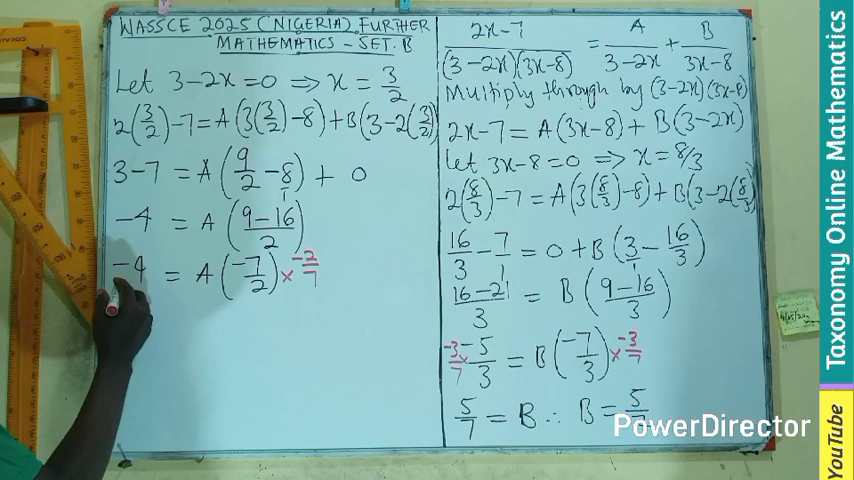 WASSCE 2025 (NIGERIA) FURTHER
MATHEMATICS - SET. B
Let 3-2x=0 ⇒ x = 3/2
2(3/2)-7 = A(3(3/2)-8)+B(3-2(3/2))
3-7 = A(9/2 - 8/1) + 0
-4 = A(9-16/2)
-4 = A(-7/2) × -2/7
2x-7/(3-2x)(3x-8) = A/3-2x + B/3x-8
Multiply through by (3-2x)(3x-8)
2x-7 = A(3x-8) + B(3-2x)
Let 3x-8=0 ⇒ x = 8/3
2(8/3)-7 = A(3(8/3)-8)+B(3-2(8/3))
16/3 - 7/1 = 0+B(3/1 - 16/3)
16-21/3 = B(9-16/3)
-3/7 × -5/3 = B(-7/3) × -3/7
5/7 = B ∴ B = 5/7
PowerDirector
Taxonomy Online Mathematics
YouTube